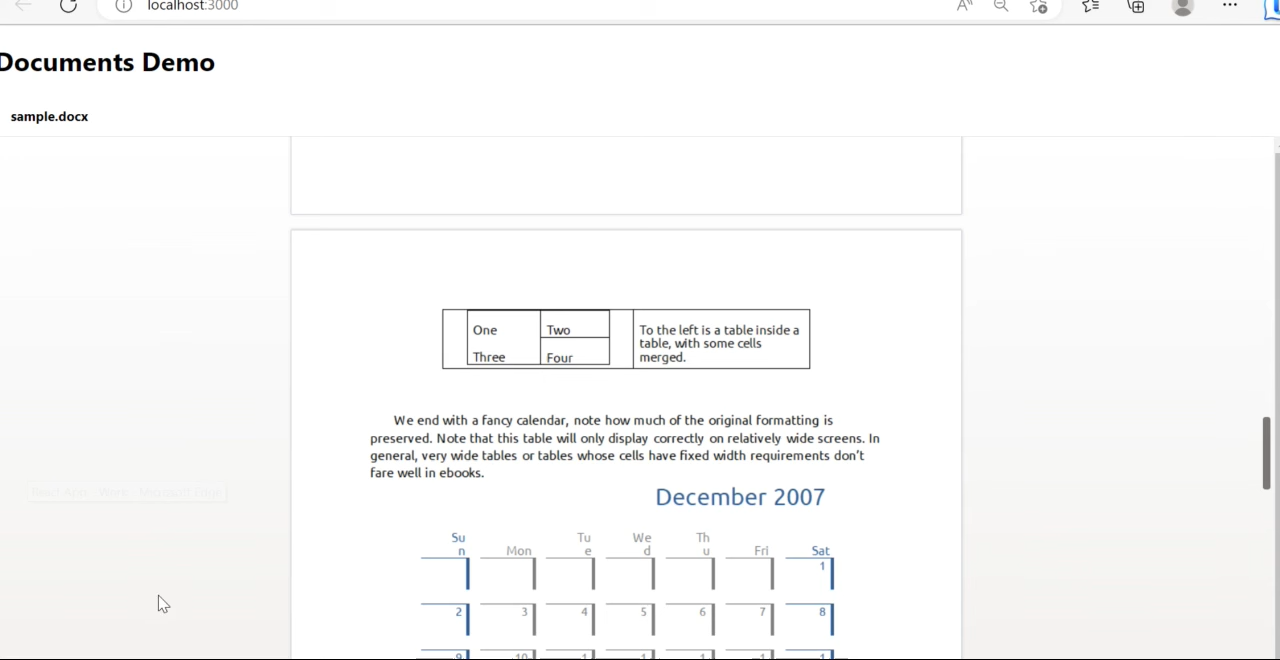 localhost:3000
Documents Demo
sample.docx
One Two To the left is a table inside a
table, with some cells
Three Four merged.
We end with a fancy calendar, note how much of the original formatting is
preserved. Note that this table will only display correctly on relatively wide screens. In
general, very wide tables or tables whose cells have fixed width requirements don’t
fare well in ebooks.
December 2007
Su Tu We Th
n Mon e d u Fri Sat
1
2 3 4 5 6 7 8
9 10